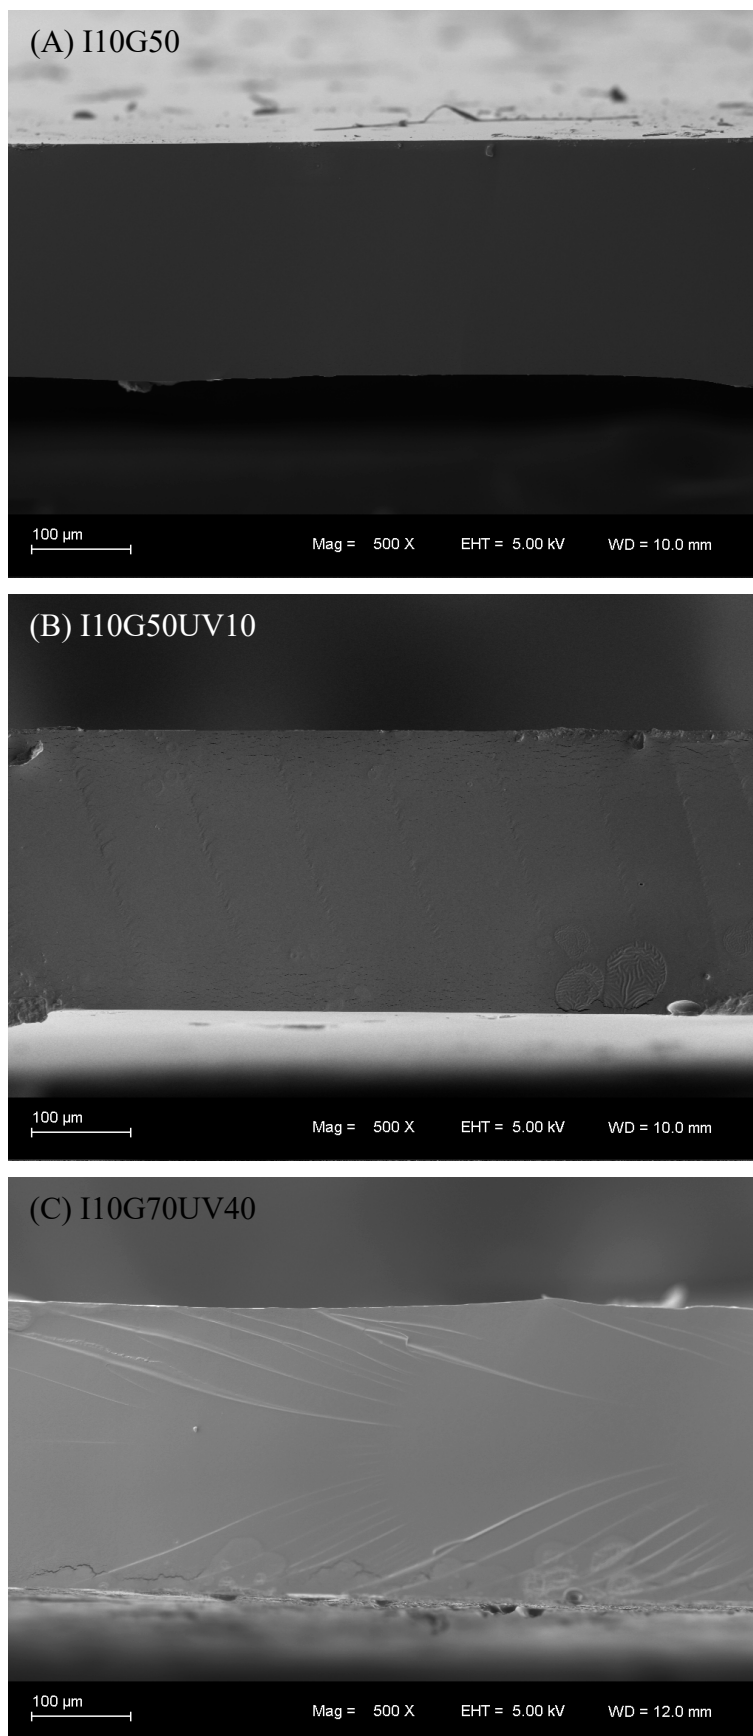 (A) I10G50
100 µm
Mag = 500 X EHT = 5.00 kV WD = 10.0 mm
(B) I10G50UV10
100 µm
Mag = 500 X EHT = 5.00 kV WD = 10.0 mm
(C) I10G70UV40
100 µm
Mag = 500 X EHT = 5.00 kV WD = 12.0 mm